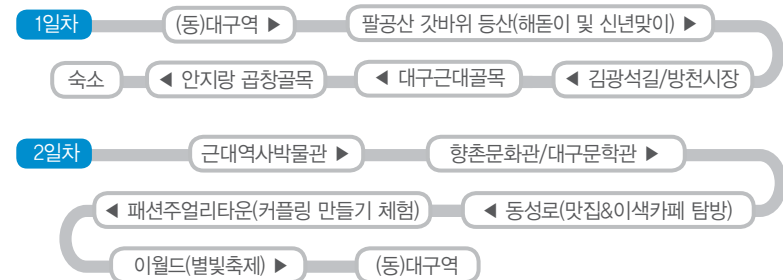 1일차 (동)대구역 ▶ 팔공산 갓바위 등산(해돋이 및 신년맞이) ▶
숙소 ◀ 안지랑 곱창골목 ◀ 대구근대골목 ◀ 김광석길/방천시장
2일차 근대역사박물관 ▶ 향촌문화관/대구문학관 ▶
◀ 패션주얼리타운(커플링 만들기 체험) ◀ 동성로(맛집&이색카페 탐방)
이월드(별빛축제) ▶ (동)대구역